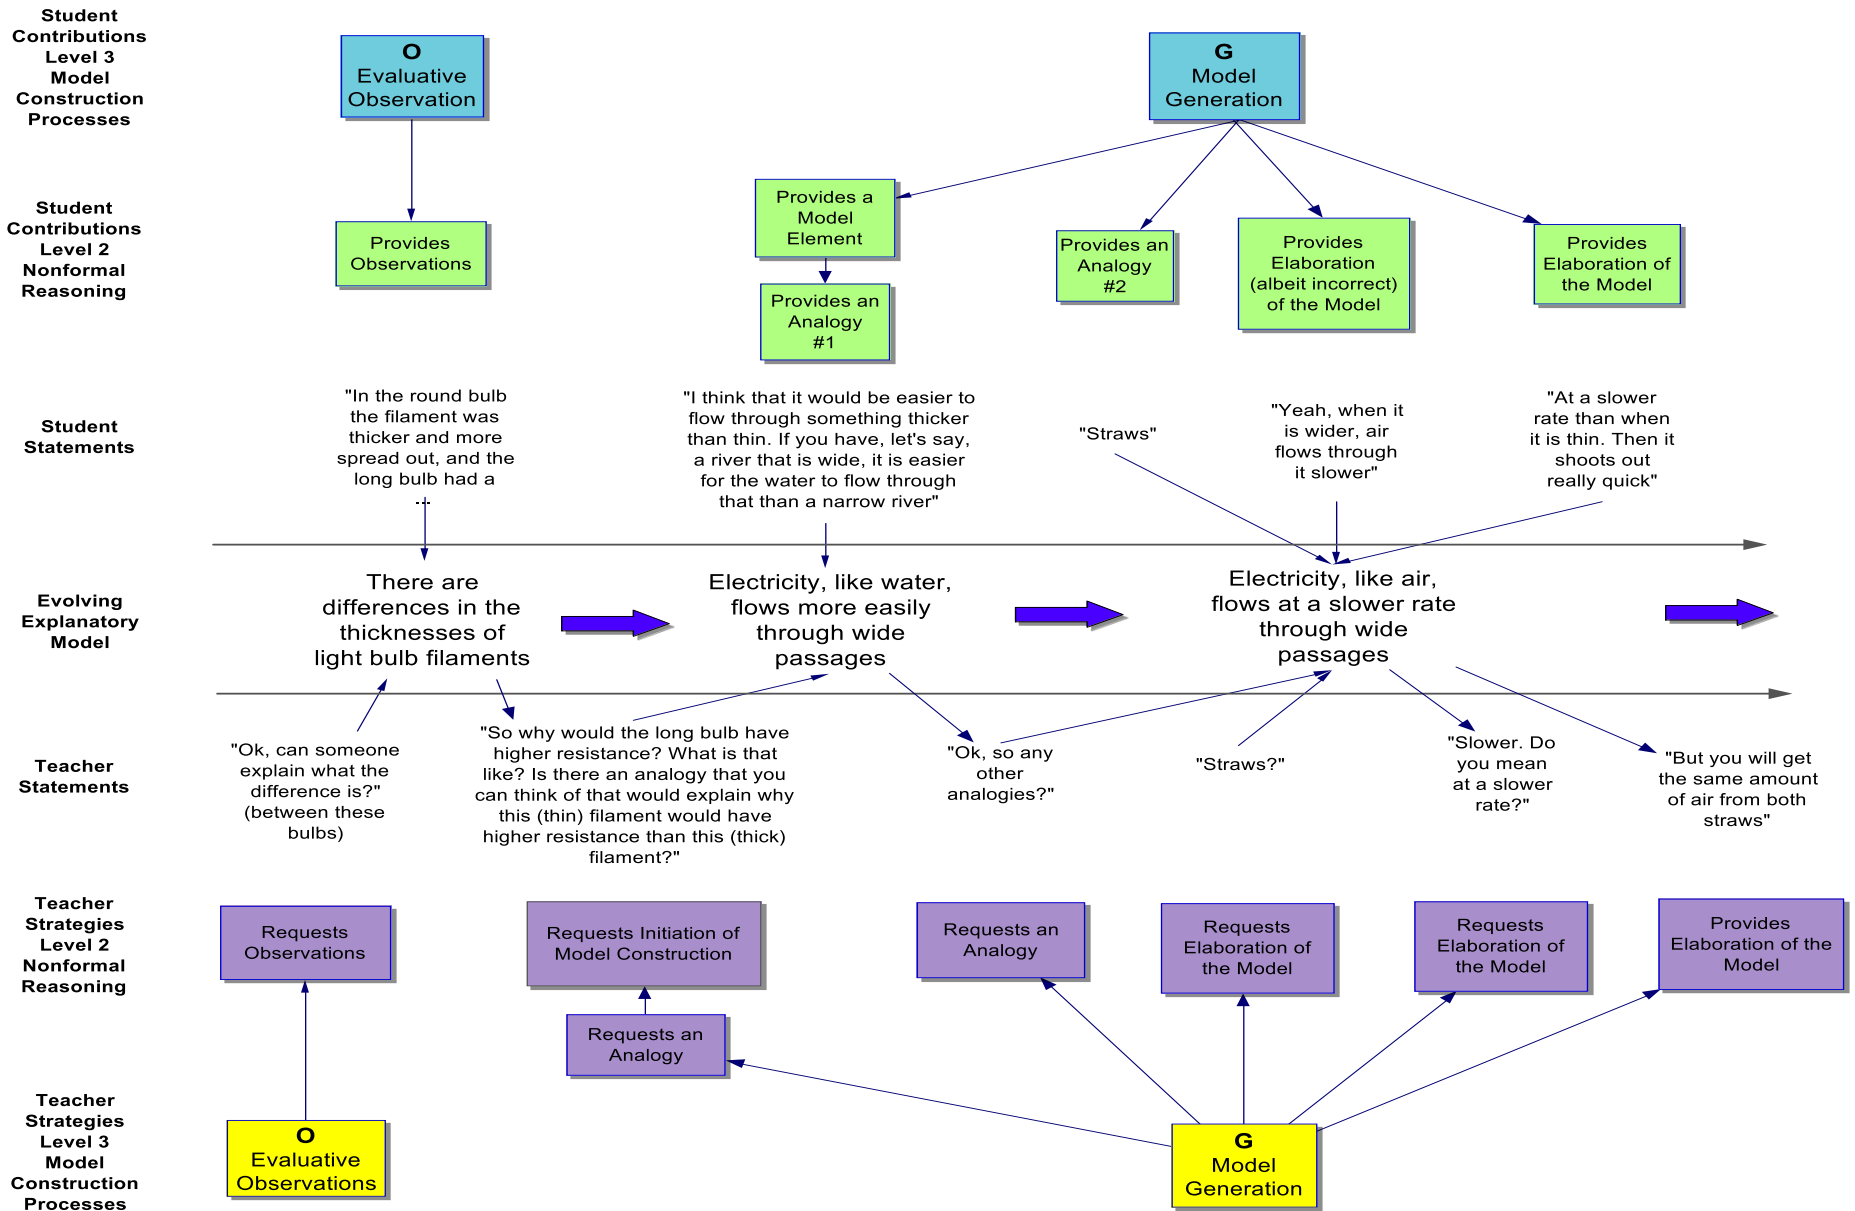 Student
Contributions
Level 3
Model
Construction
Processes
O
Evaluative
Observation
G
Model
Generation
Student
Contributions
Level 2
Nonformal
Reasoning
Provides
Observations
Provides a
Model
Element
Provides an
Analogy
#1
Provides an
Analogy
#2
Provides
Elaboration
(albeit incorrect)
of the Model
Provides
Elaboration of
the Model
Student
Statements
"In the round bulb
the filament was
thicker and more
spread out, and the
long bulb had a
...
"I think that it would be easier to
flow through something thicker
than thin. If you have, let's say,
a river that is wide, it is easier
for the water to flow through
that than a narrow river"
"Straws"
"Yeah, when it
is wider, air
flows through
it slower"
"At a slower
rate than when
it is thin. Then it
shoots out
really quick"
Evolving
Explanatory
Model
There are
differences in the
thicknesses of
light bulb filaments
Electricity, like water,
flows more easily
through wide
passages
Electricity, like air,
flows at a slower rate
through wide
passages
Teacher
Statements
"Ok, can someone
explain what the
difference is?"
(between these
bulbs)
"So why would the long bulb have
higher resistance? What is that
like? Is there an analogy that you
can think of that would explain why
this (thin) filament would have
higher resistance than this (thick)
filament?"
"Ok, so any
other
analogies?"
"Straws?"
"Slower. Do
you mean
at a slower
rate?"
"But you will get
the same amount
of air from both
straws"
Teacher
Strategies
Level 2
Nonformal
Reasoning
Requests
Observations
Requests Initiation of
Model Construction
Requests an
Analogy
Requests an
Analogy
Requests
Elaboration of
the Model
Requests
Elaboration of
the Model
Provides
Elaboration of the
Model
Teacher
Strategies
Level 3
Model
Construction
Processes
O
Evaluative
Observations
G
Model
Generation